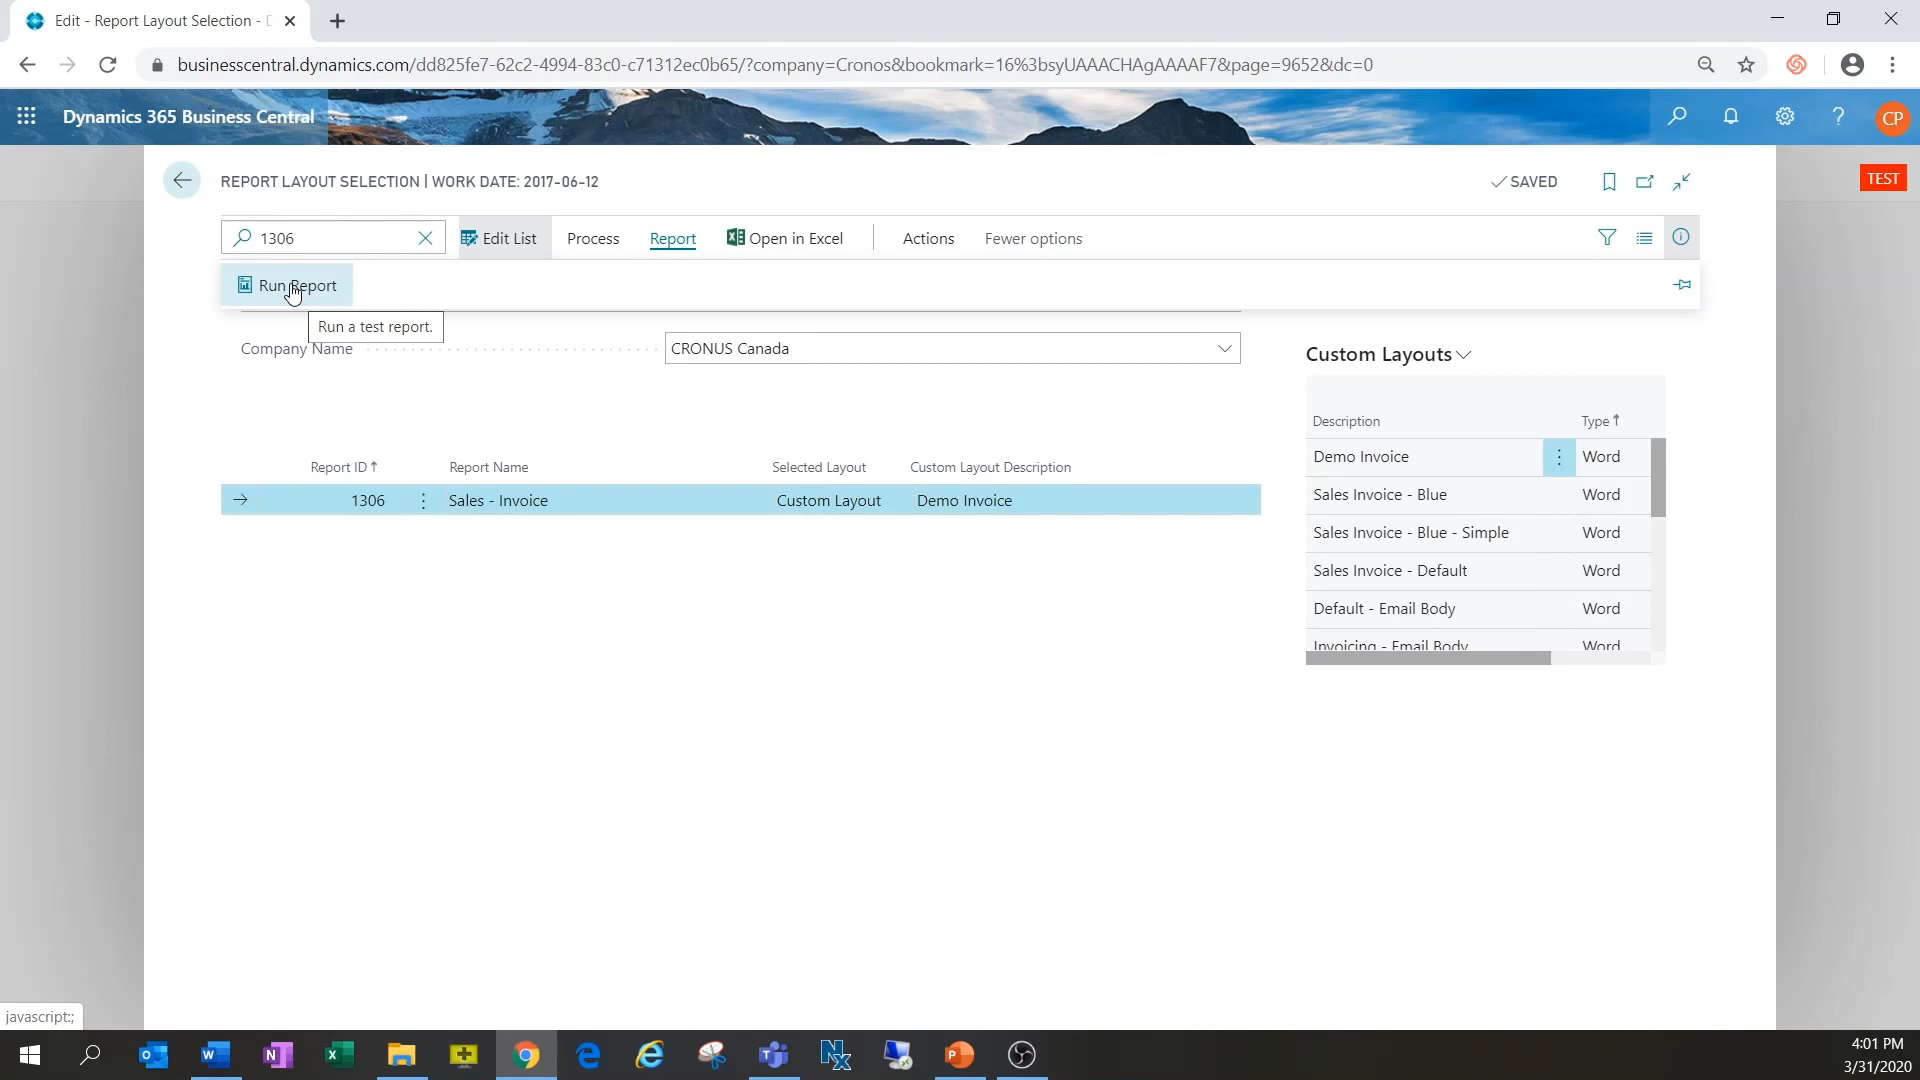 Edit - Report Layout Selection - D
businesscentral.dynamics.com/dd825fe7-62c2-4994-83c0-c71312ec0b65/?company=Cronos&bookmark=16%3bsyUAAACHAgAAAAF7&page=9652&dc=0
Dynamics 365 Business Central
CP
REPORT LAYOUT SELECTION | WORK DATE: 2017-06-12
SAVED
TEST
1306
Edit List
Process
Report
Open in Excel
Actions
Fewer options
Run Report
Run a test report.
Company Name
CRONUS Canada
Custom Layouts
Description Type
Demo Invoice Word
Sales Invoice - Blue Word
Sales Invoice - Blue - Simple Word
Sales Invoice - Default Word
Default - Email Body Word
Invoicing - Email Body Word
Report ID Report Name Selected Layout Custom Layout Description
1306 Sales - Invoice Custom Layout Demo Invoice
javascript:;
4:01 PM
3/31/2020